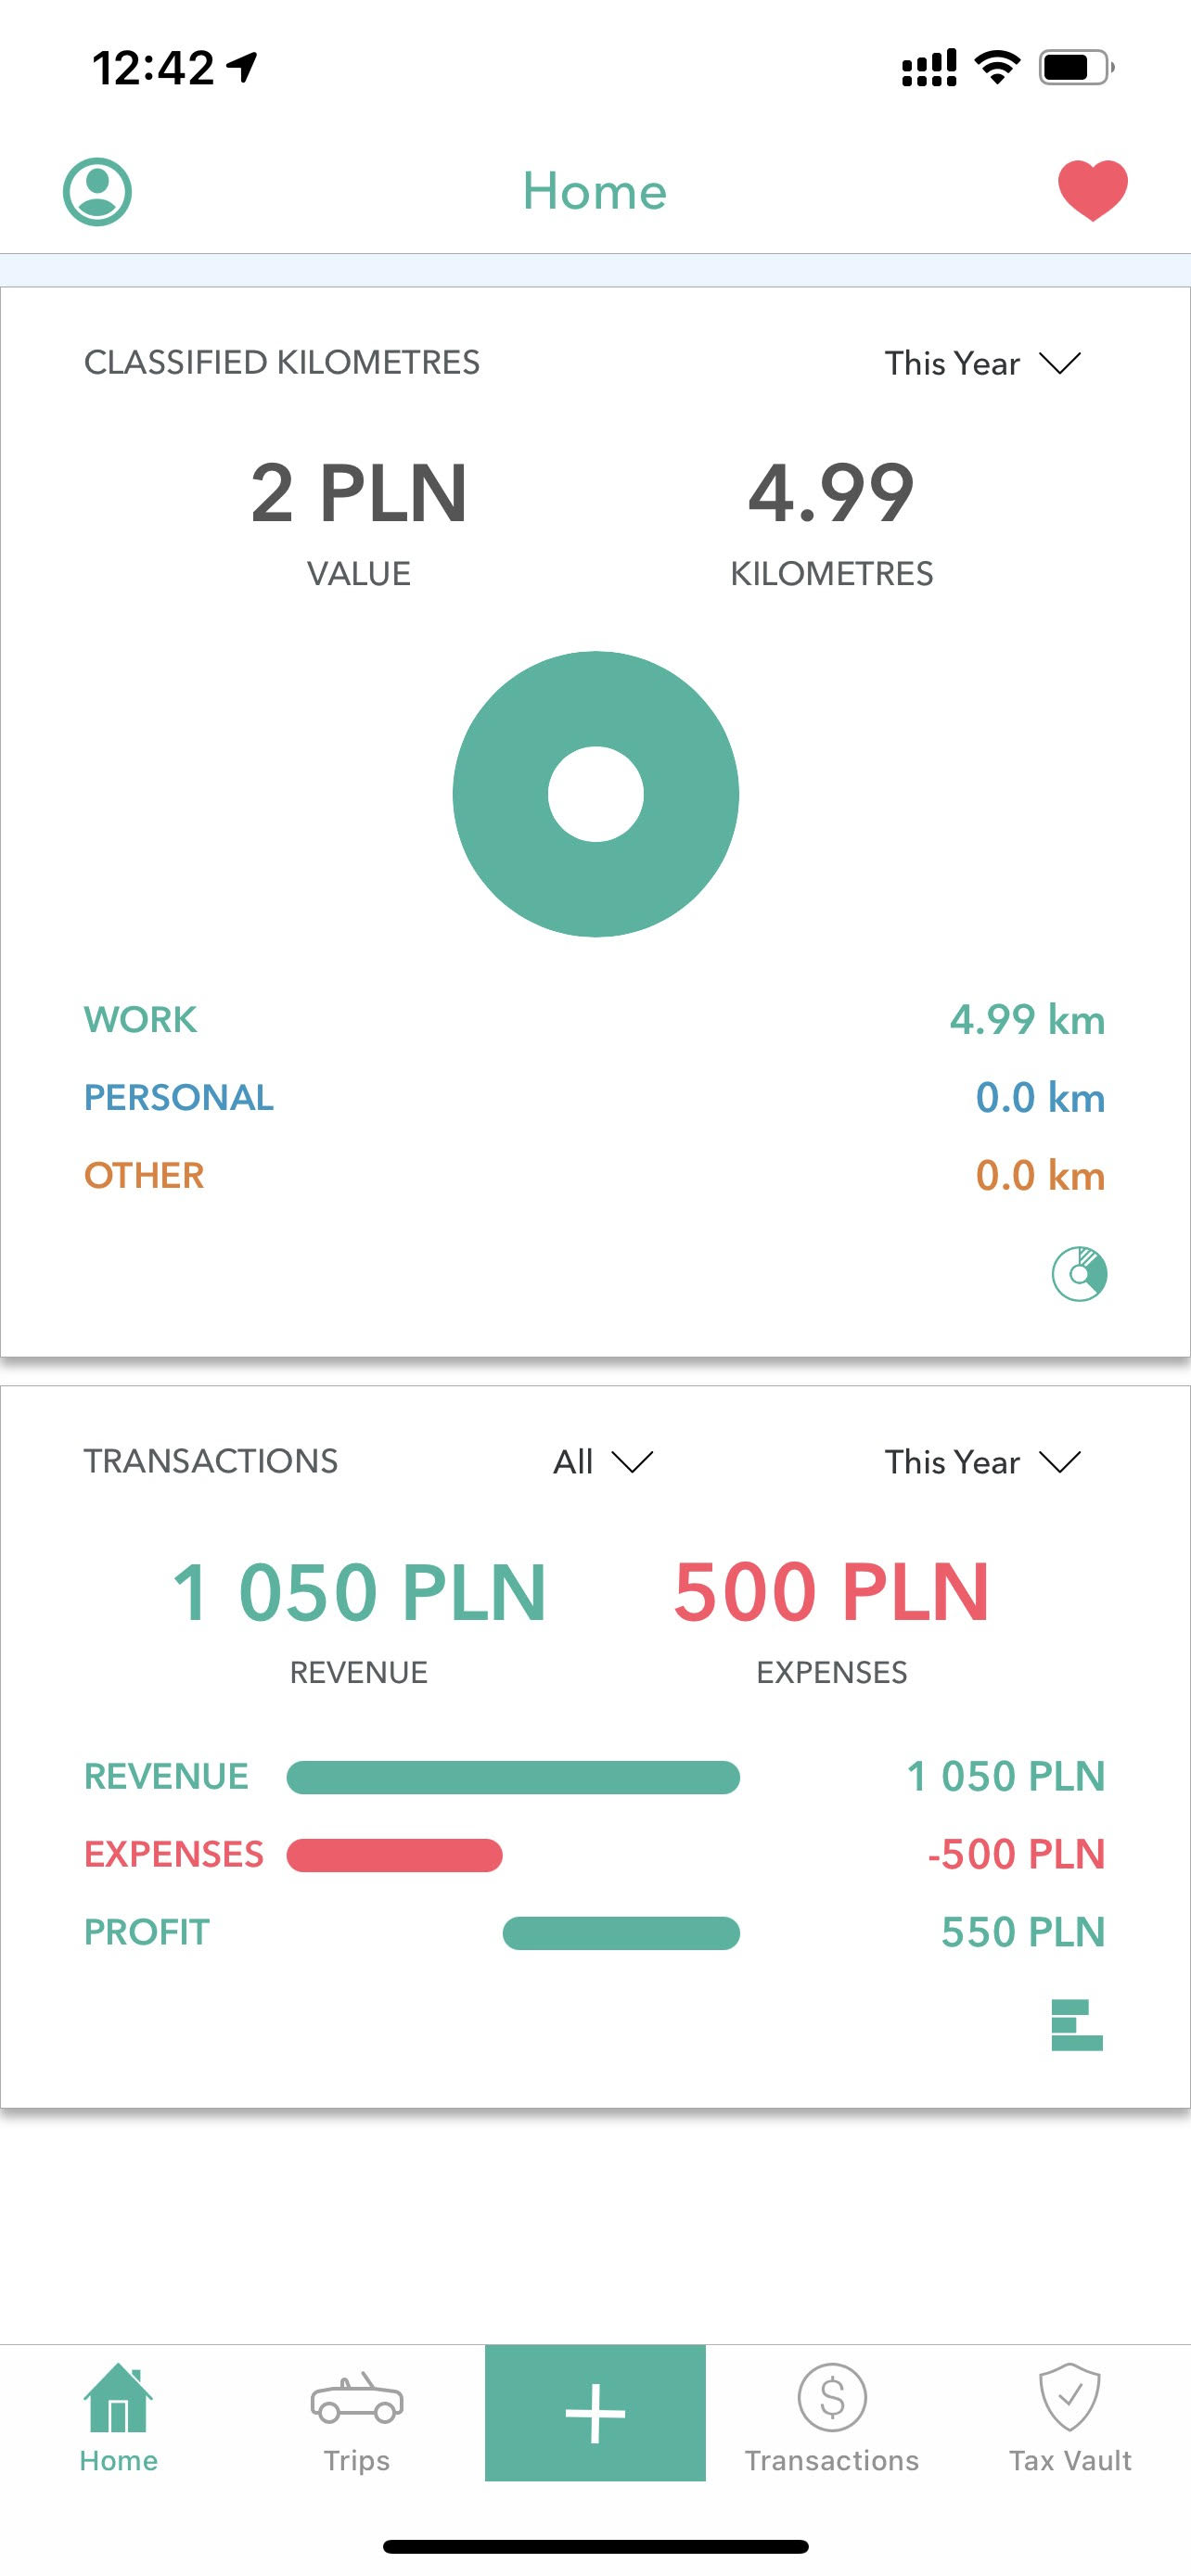 12:42
Home
CLASSIFIED KILOMETRES This Year
2 PLN 4.99
VALUE KILOMETRES
WORK 4.99 km
PERSONAL 0.0 km
OTHER 0.0 km
TRANSACTIONS All This Year
1 050 PLN 500 PLN
REVENUE EXPENSES
REVENUE 1 050 PLN
EXPENSES -500 PLN
PROFIT 550 PLN
Home Trips Transactions Tax Vault